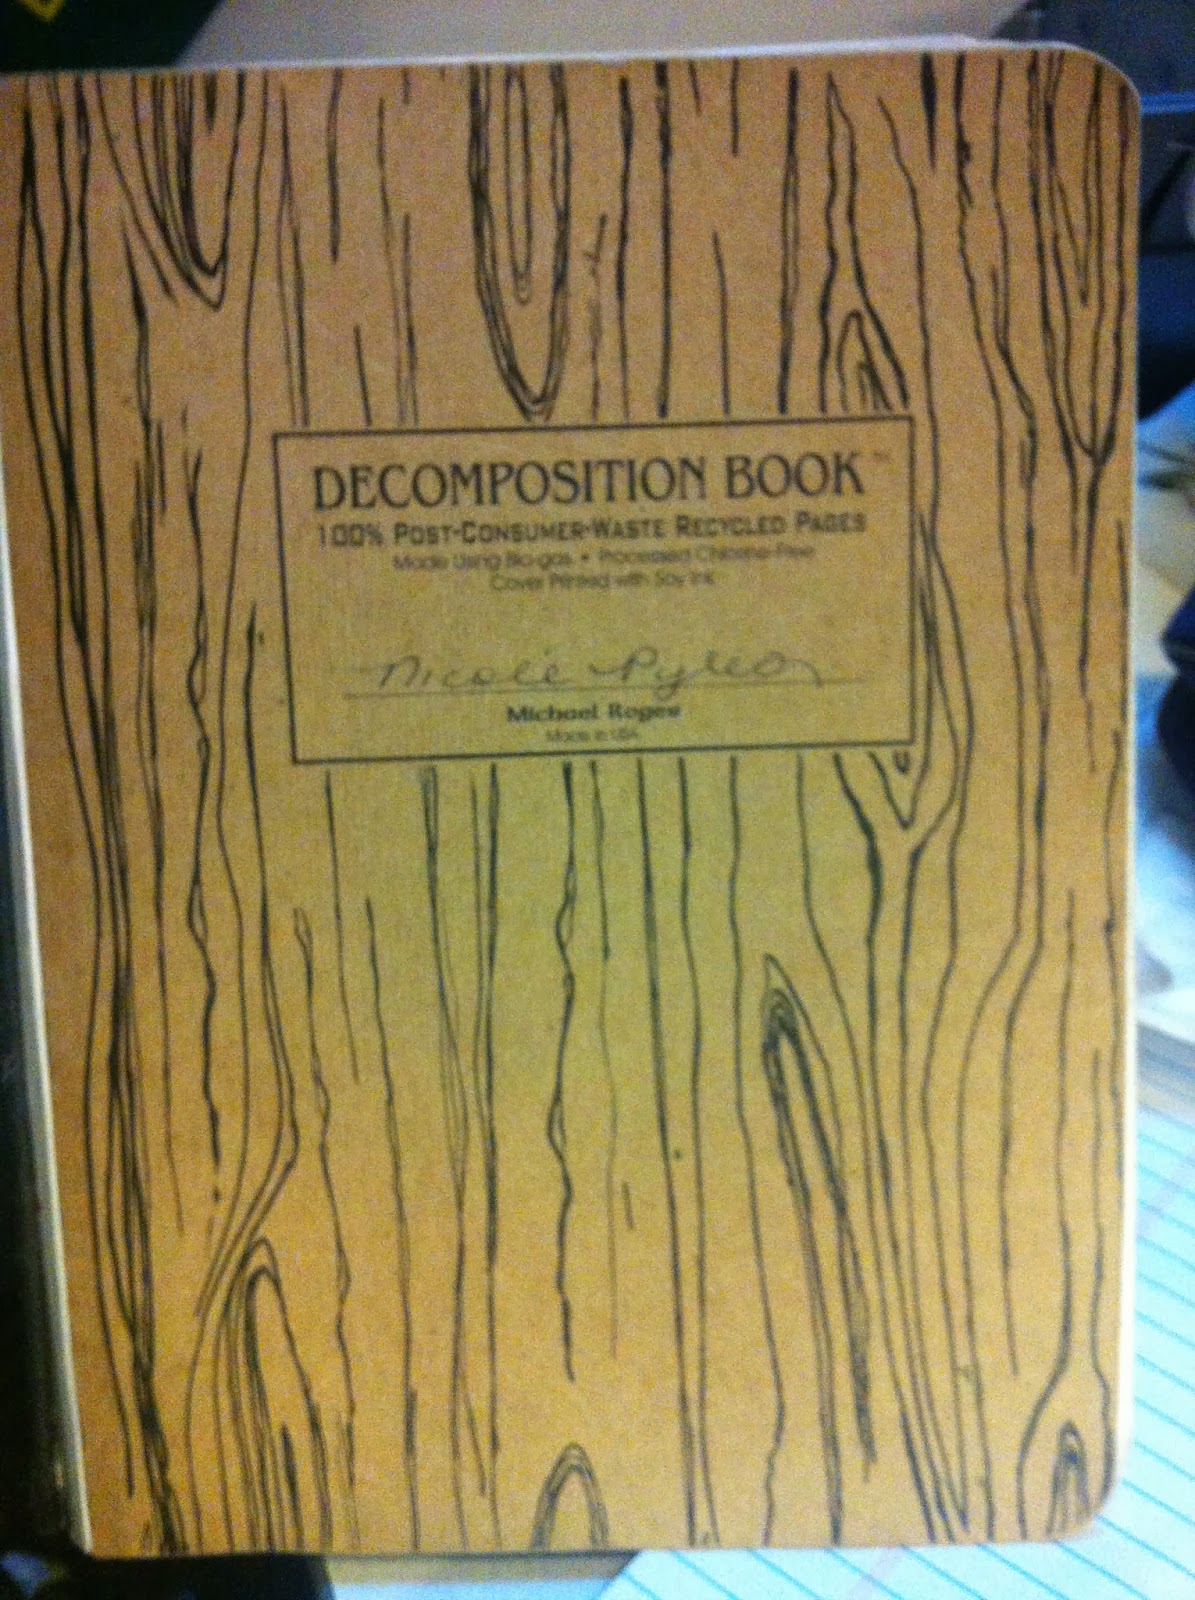 DECOMPOSITION BOOK™
100% POST-CONSUMER-WASTE RECYCLED PAGES
Made Using Bio-gas • Processed Chlorine-Free
Cover Printed with Soy Ink
Nicole Pyles
Michael Roger
Made in USA